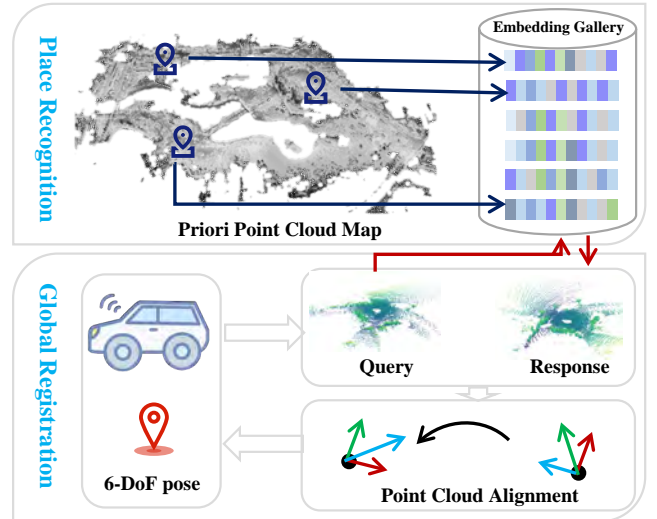 Place Recognition
Embedding Gallery
Priori Point Cloud Map
Global Registration
Query
Response
6-DoF pose
Point Cloud Alignment